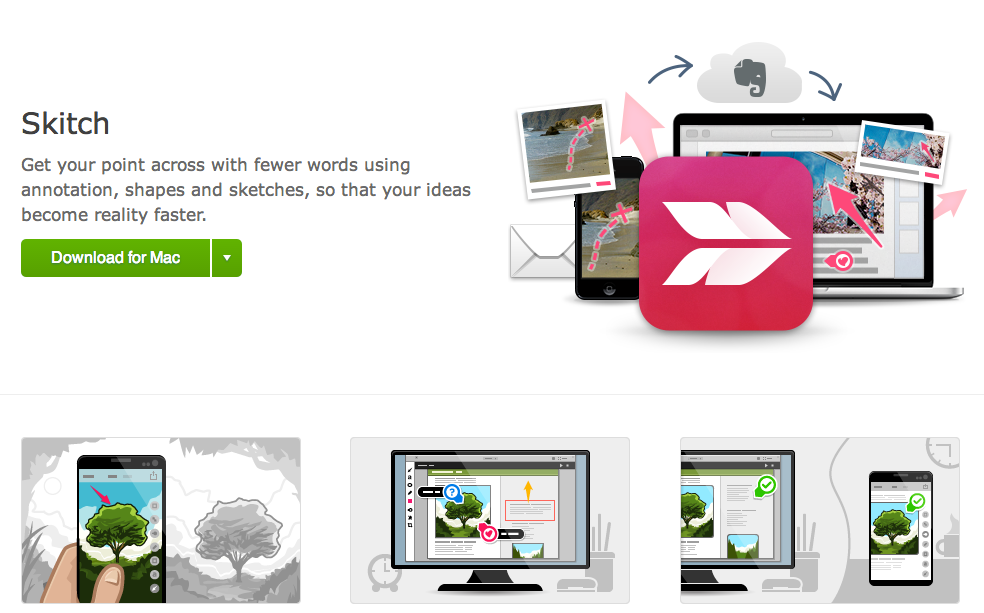 Skitch
Get your point across with fewer words using
annotation, shapes and sketches, so that your ideas
become reality faster.
Download for Mac